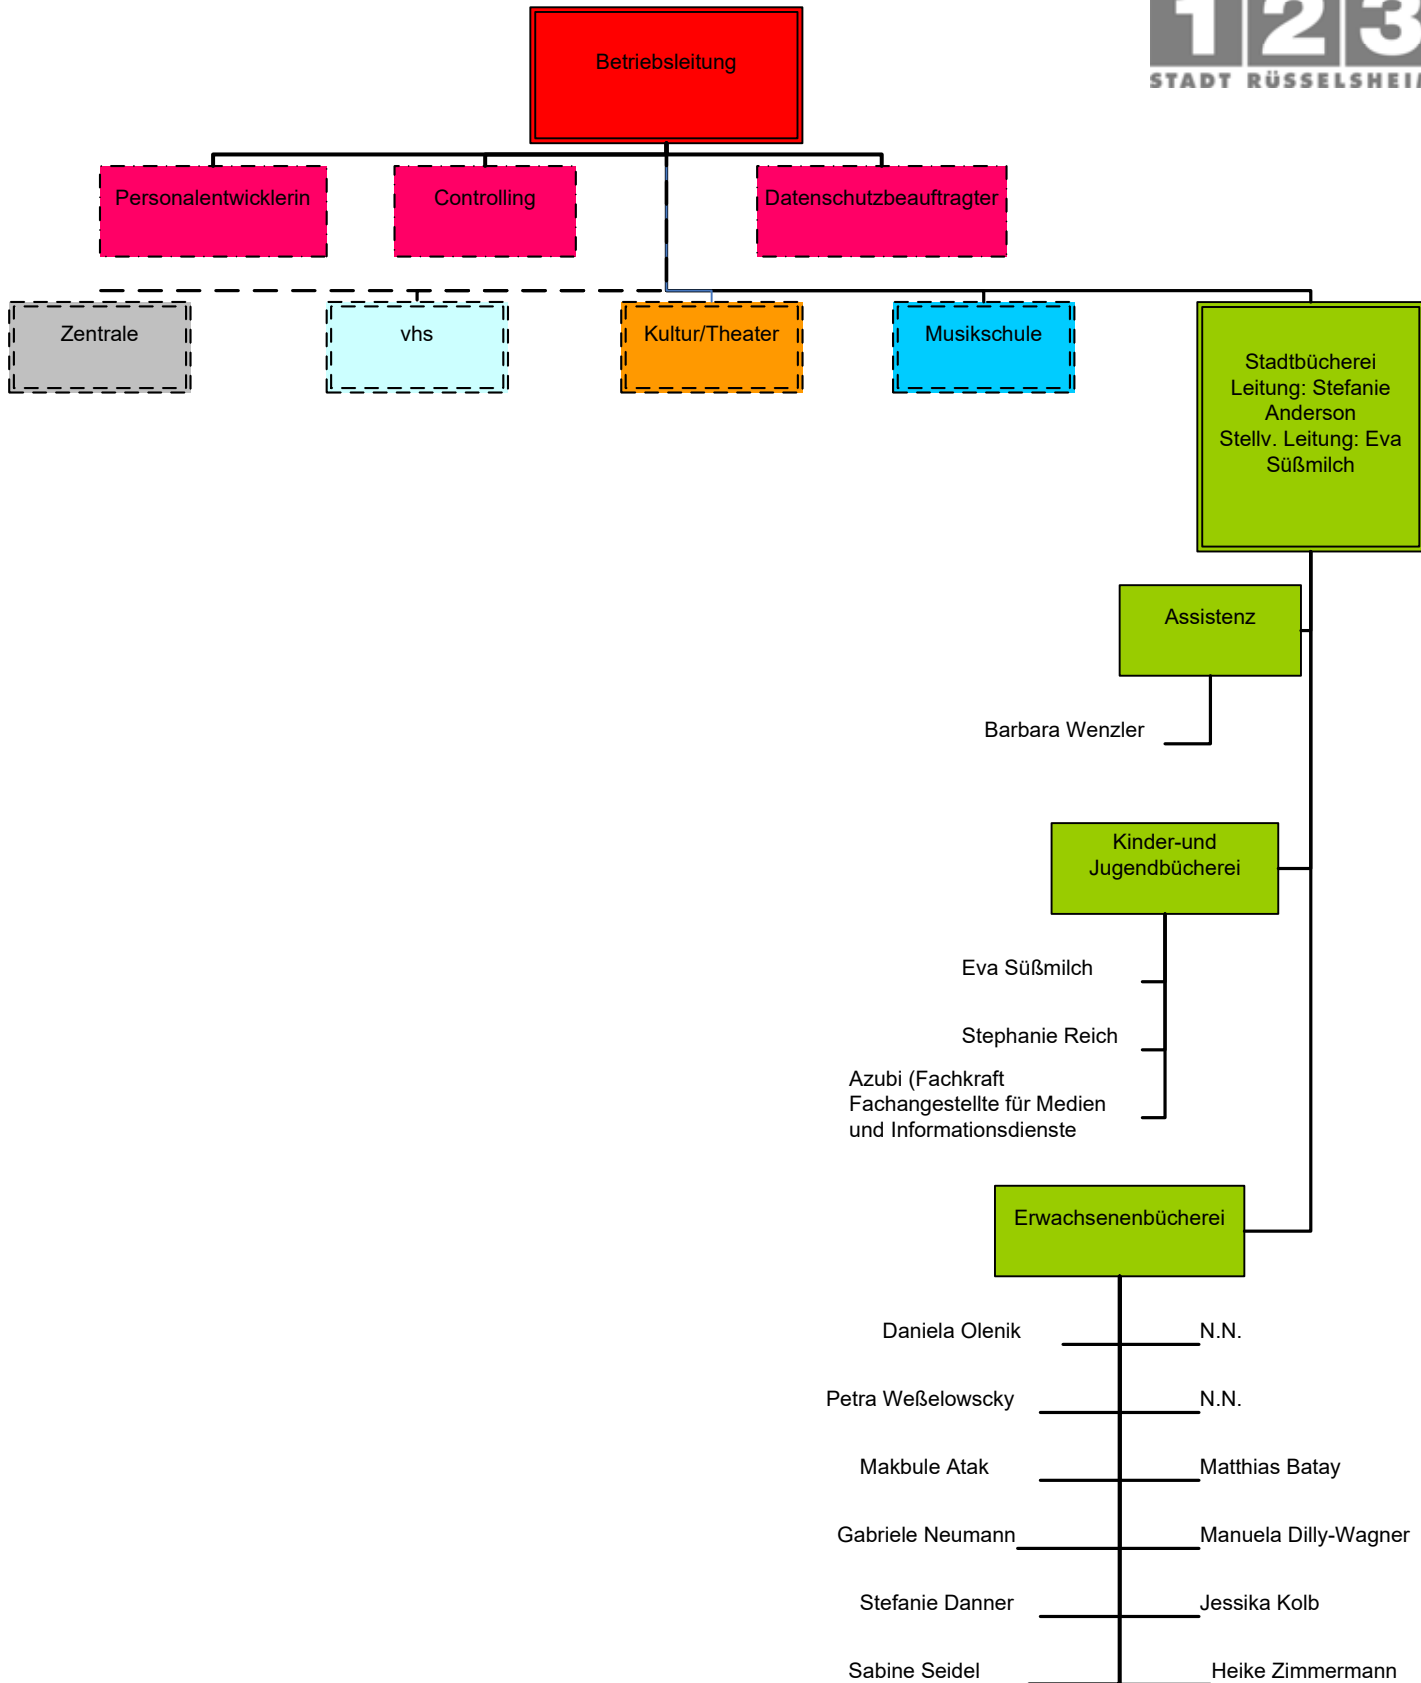 123
STADT RÜSSELSHEIM
Betriebsleitung
Personalentwicklerin
Controlling
Datenschutzbeauftragter
Zentrale
vhs
Kultur/Theater
Musikschule
Stadtbücherei
Leitung: Stefanie
Anderson
Stellv. Leitung: Eva
Süßmilch
Assistenz
Barbara Wenzler
Kinder-und
Jugendbücherei
Eva Süßmilch
Stephanie Reich
Azubi (Fachkraft
Fachangestellte für Medien
und Informationsdienste
Erwachsenenbücherei
Daniela Olenik
N.N.
Petra Weßelowscky
N.N.
Makbule Atak
Matthias Batay
Gabriele Neumann
Manuela Dilly-Wagner
Stefanie Danner
Jessika Kolb
Sabine Seidel
Heike Zimmermann